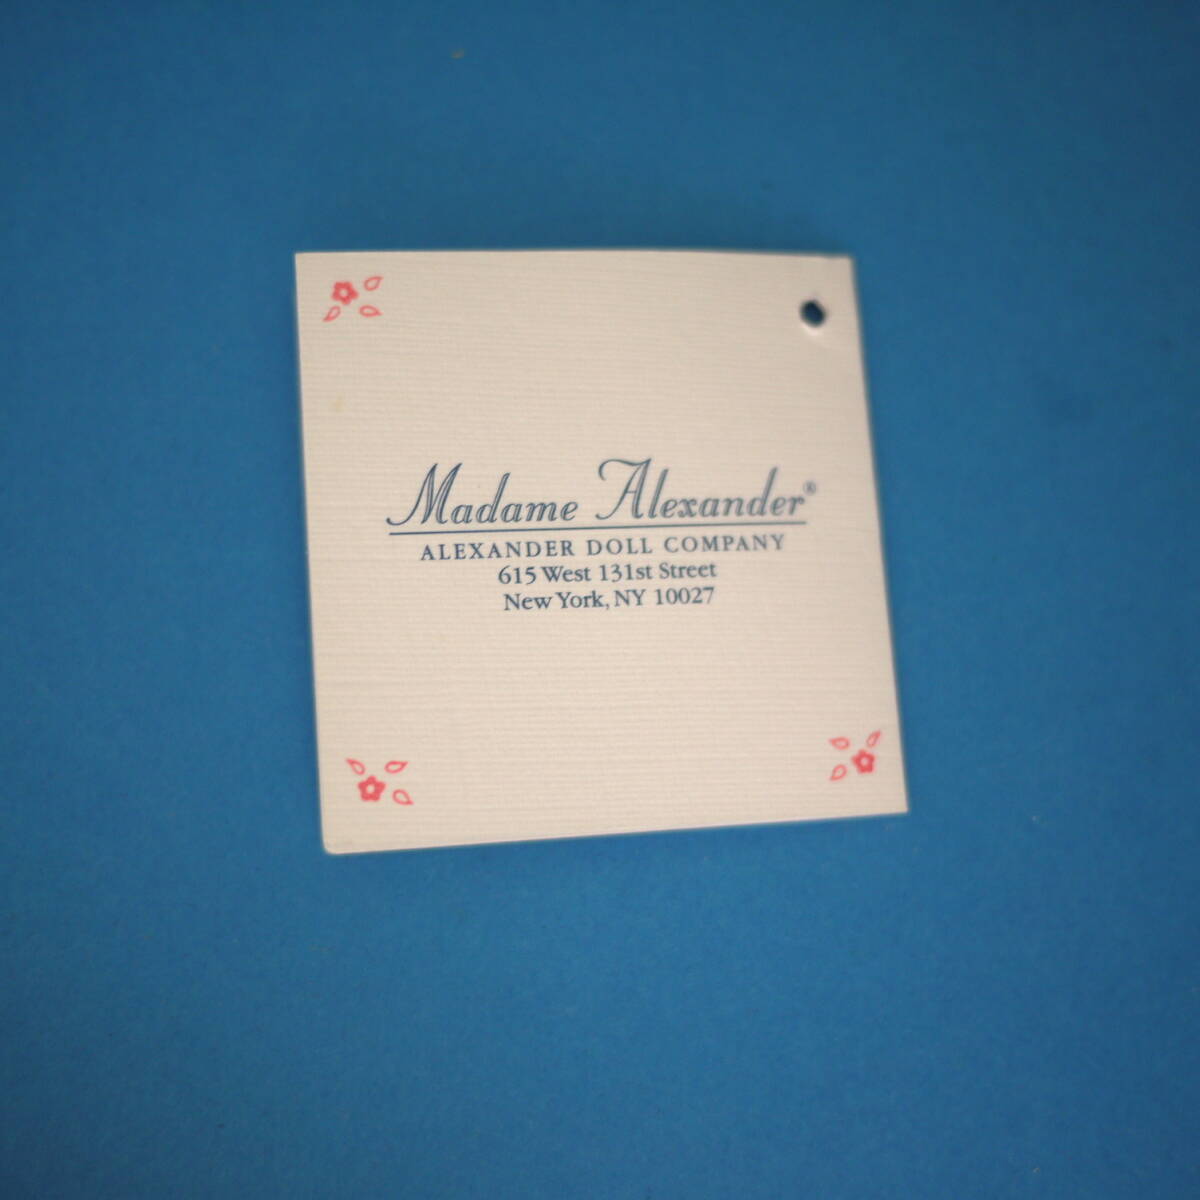 Madame Alexander®
ALEXANDER DOLL COMPANY
615 West 131st Street
New York, NY 10027